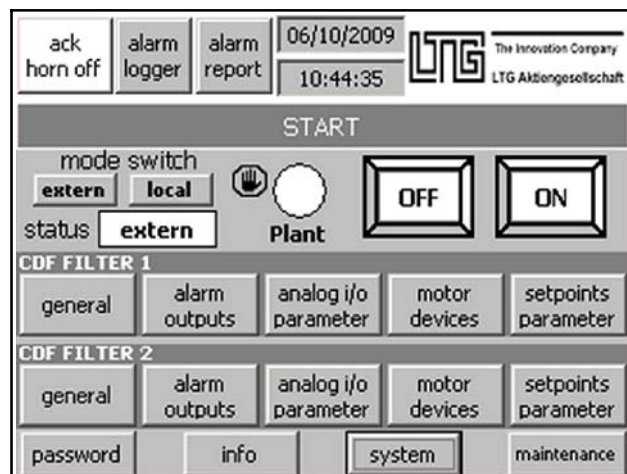 ack alarm alarm 06/10/2009
horn off logger report 10:44:35
LTG The Innovation Company
LTG Aktiengesellschaft
START
mode switch
extern local
status extern Plant OFF ON
CDF FILTER 1
general alarm outputs analog i/o parameter motor devices setpoints parameter
CDF FILTER 2
general alarm outputs analog i/o parameter motor devices setpoints parameter
password info system maintenance